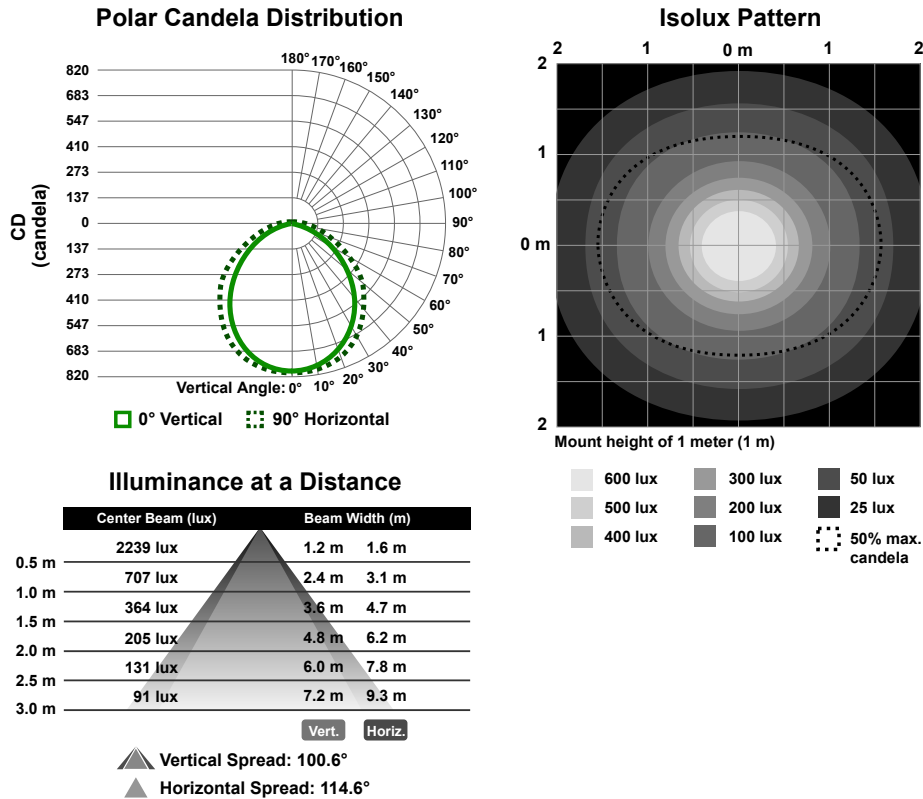 Polar Candela Distribution
180° 170° 160° 150° 140° 130° 120° 110° 100° 90° 80° 70° 60° 50° 40° 30° 20° 10°
820
683
547
410
273
137
0
137
273
410
547
683
820
CD
(candela)
Vertical Angle: 0°
0° Vertical 90° Horizontal
Isolux Pattern
2 1 0 m 1 2
2
1
0 m
1
2
Mount height of 1 meter (1 m)
600 lux 300 lux 50 lux
500 lux 200 lux 25 lux
400 lux 100 lux 50% max.
candela
Illuminance at a Distance
Center Beam (lux) Beam Width (m)
2239 lux 1.2 m 1.6 m
0.5 m
707 lux 2.4 m 3.1 m
1.0 m
364 lux 3.6 m 4.7 m
1.5 m
205 lux 4.8 m 6.2 m
2.0 m
131 lux 6.0 m 7.8 m
2.5 m
91 lux 7.2 m 9.3 m
3.0 m
Vert. Horiz.
Vertical Spread: 100.6°
Horizontal Spread: 114.6°